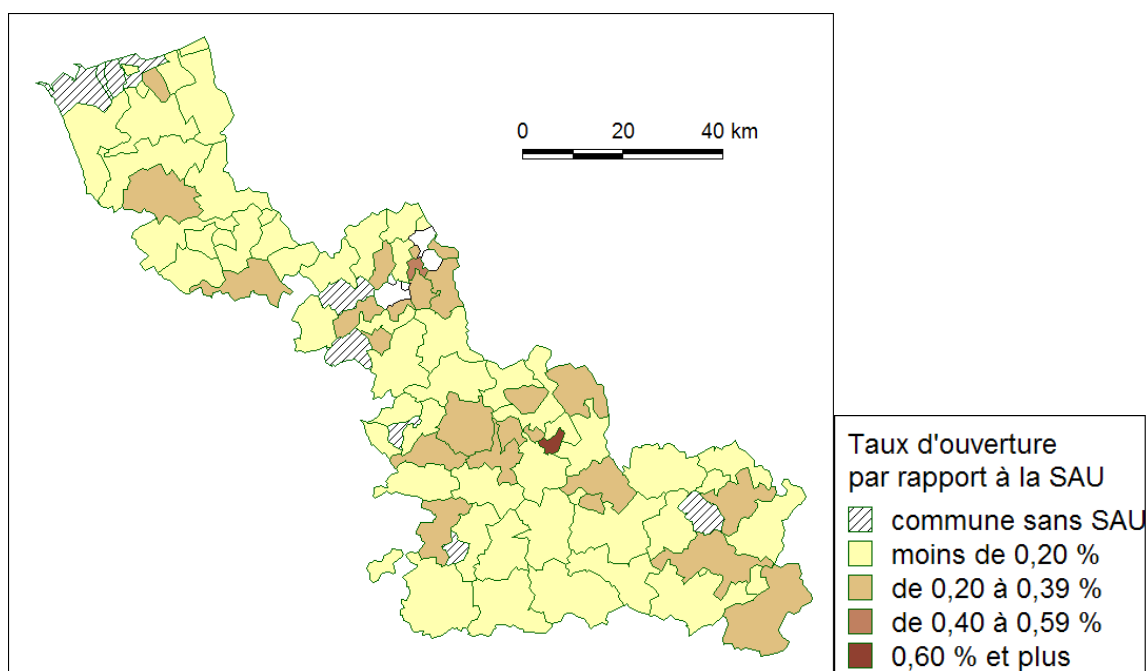 0 20 40 km
Taux d'ouverture
par rapport à la SAU
commune sans SAU
moins de 0,20 %
de 0,20 à 0,39 %
de 0,40 à 0,59 %
0,60 % et plus